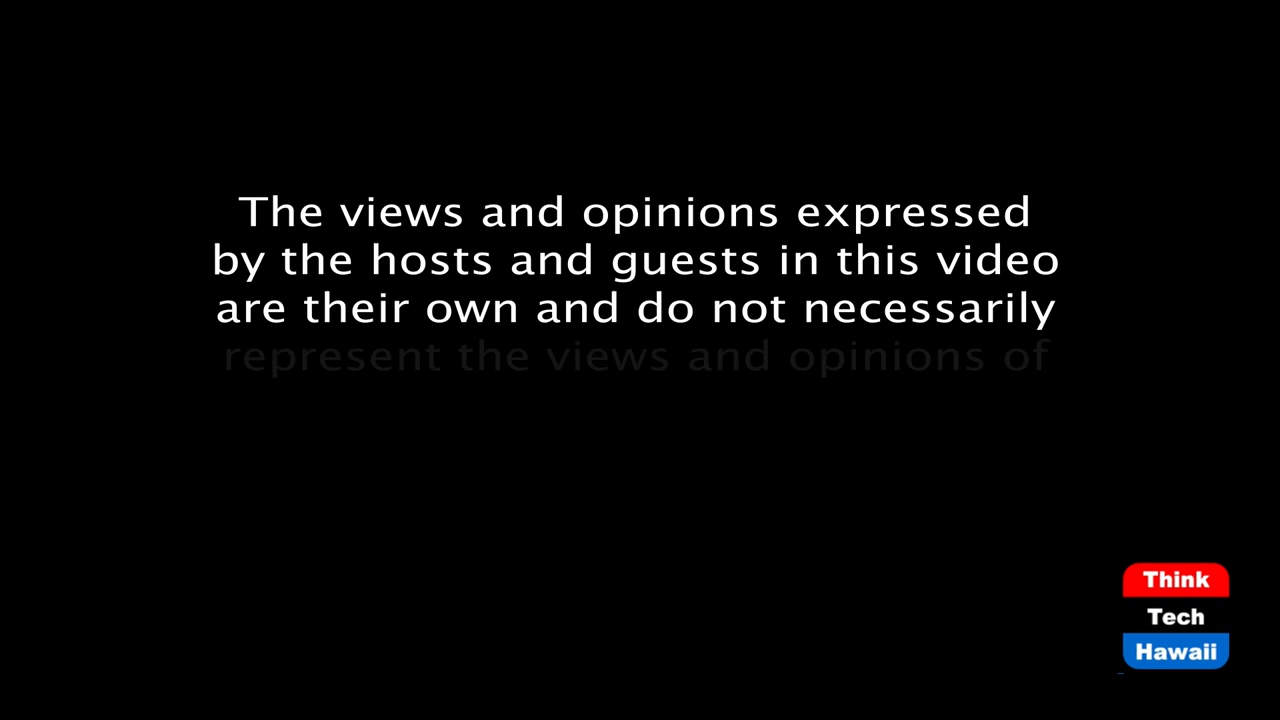 The views and opinions expressed
by the hosts and guests in this video
are their own and do not necessarily
represent the views and opinions of
Think
Tech
Hawaii